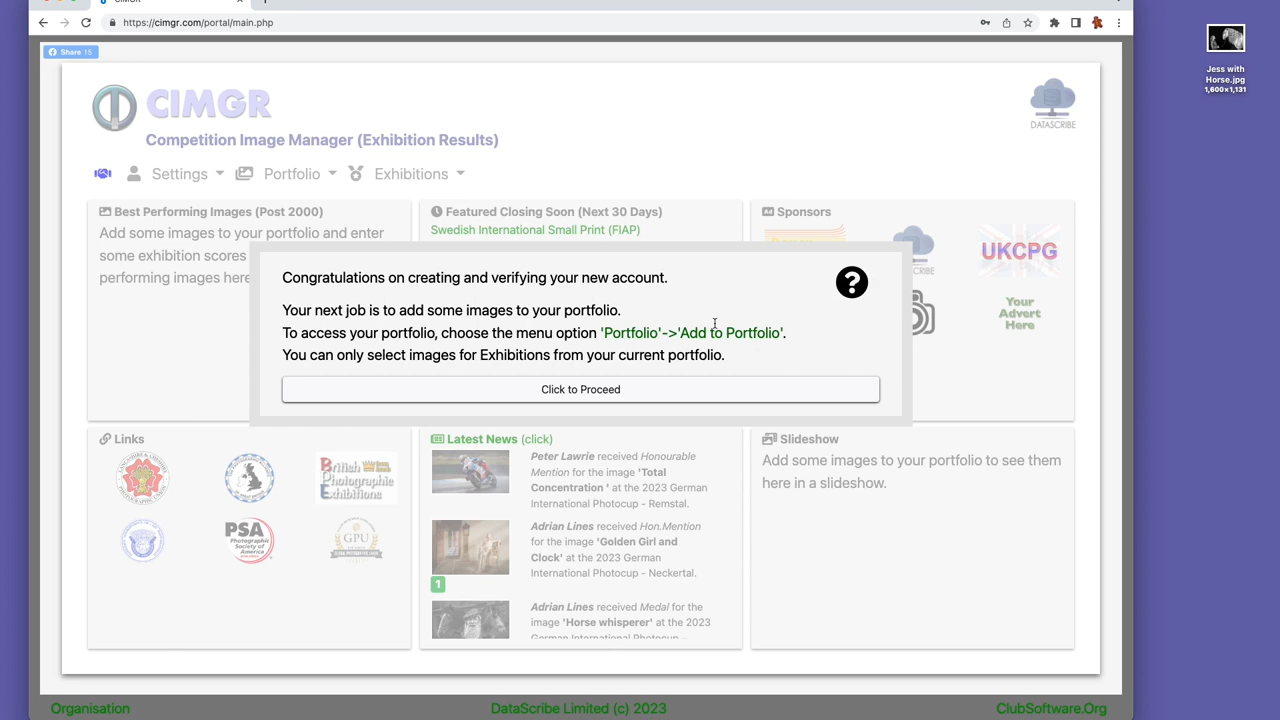 CIMGR
https://cimgr.com/portal/main.php
Share 15
CIMGR
DATASCRIBE
Competition Image Manager (Exhibition Results)
Settings
Portfolio
Exhibitions
Jess with
Horse.jpg
1,600×1,131
Best Performing Images (Post 2000)
Add some images to your portfolio and enter
some exhibition scores
performing images here
Featured Closing Soon (Next 30 Days)
Swedish International Small Print (FIAP)
Ad Sponsors
UKCPG
Your
Advert
Here
Congratulations on creating and verifying your new account.
Your next job is to add some images to your portfolio.
To access your portfolio, choose the menu option 'Portfolio'->'Add to Portfolio'.
You can only select images for Exhibitions from your current portfolio.
Click to Proceed
Links
British
Photographic
Exhibitions
PSA
Photographic
Society of
America
GPU
Latest News (click)
Peter Lawrie received Honourable
Mention for the image 'Total
Concentration ' at the 2023 German
International Photocup - Remstal.
Adrian Lines received Hon.Mention
for the image 'Golden Girl and
Clock' at the 2023 German
International Photocup - Neckertal.
1
Adrian Lines received Medal for the
image 'Horse whisperer' at the 2023
German International Photocup -
Slideshow
Add some images to your portfolio to see them
here in a slideshow.
Organisation
DataScribe Limited (c) 2023
ClubSoftware.Org